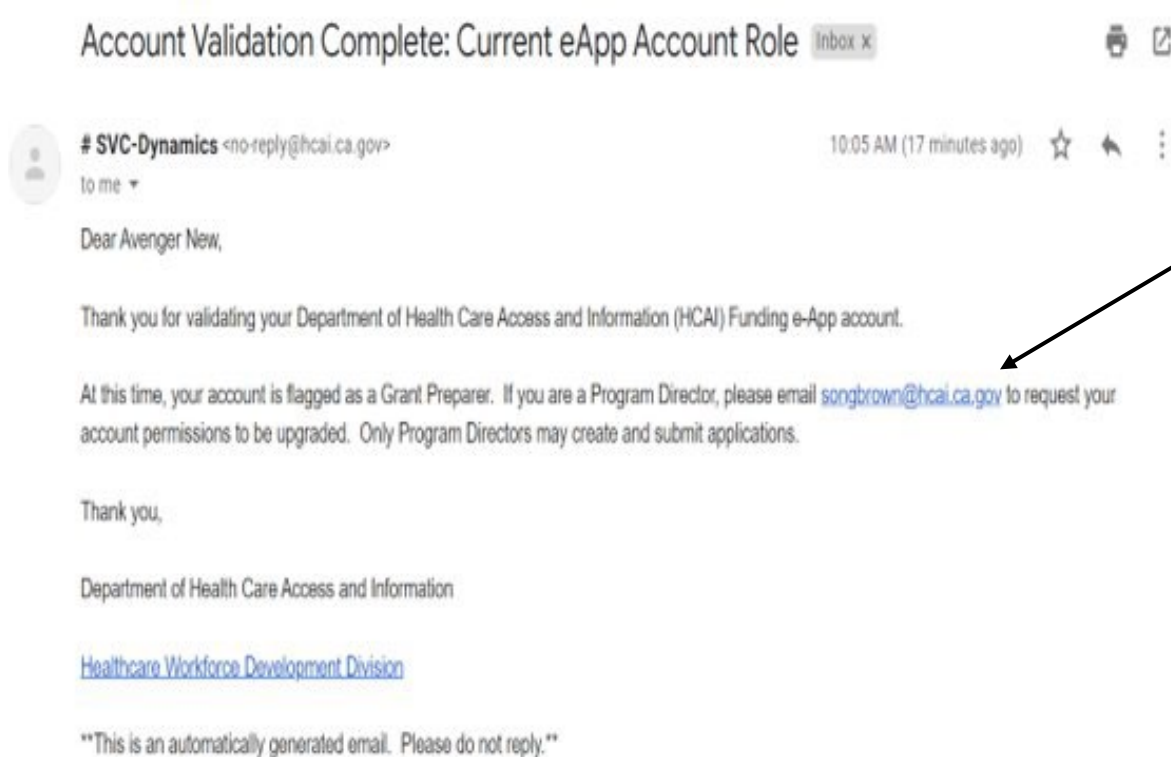 Account Validation Complete: Current eApp Account Role Inbox x
# SVC-Dynamics <no-reply@hcai.ca.gov> 10:05 AM (17 minutes ago)
to me
Dear Avenger New,
Thank you for validating your Department of Health Care Access and Information (HCAI) Funding e-App account.
At this time, your account is flagged as a Grant Preparer. If you are a Program Director, please email songbrown@hcai.ca.gov to request your
account permissions to be upgraded. Only Program Directors may create and submit applications.
Thank you,
Department of Health Care Access and Information
Healthcare Workforce Development Division
**This is an automatically generated email. Please do not reply.**